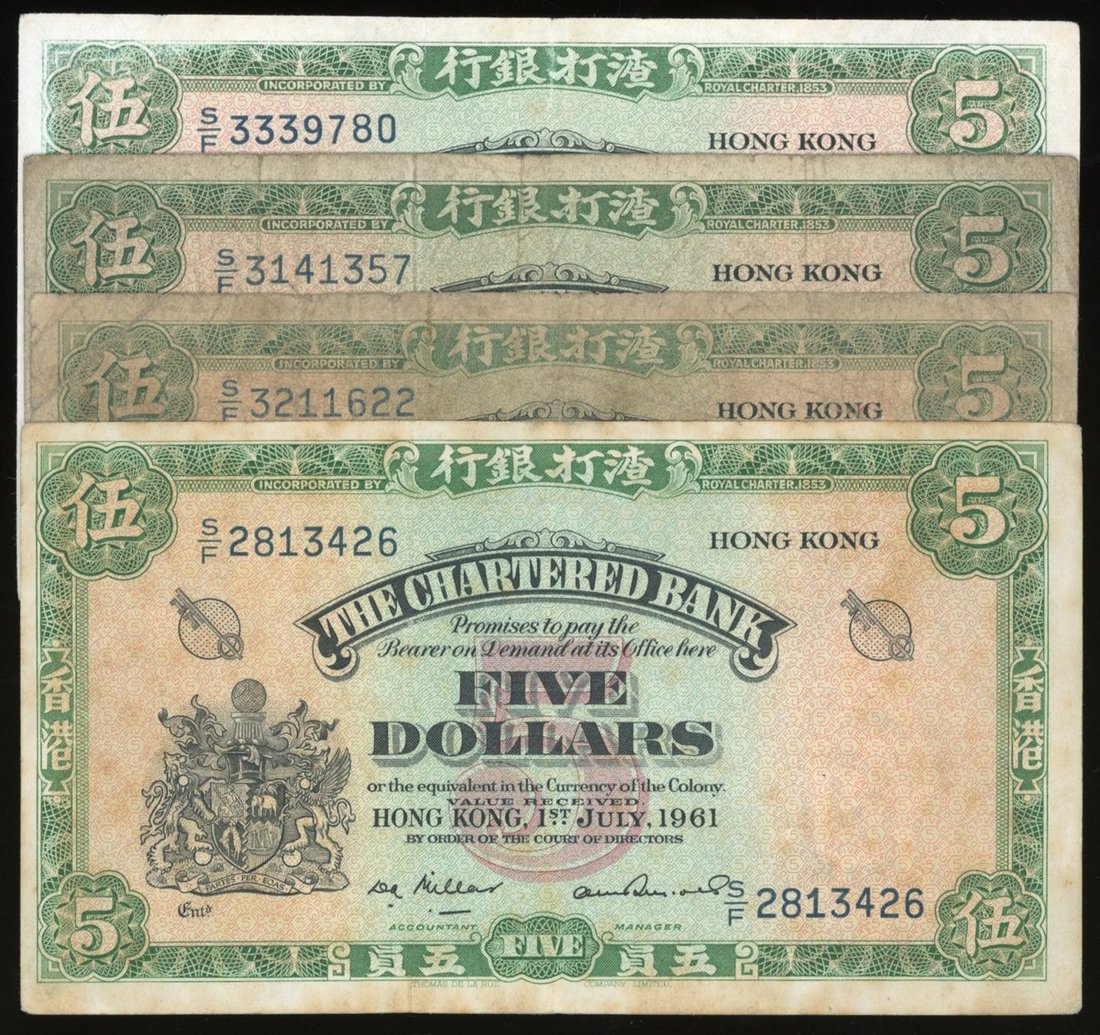 伍 行銀打渣 5
INCORPORATED BY ROYAL CHARTER, 1853
S/F 3339780 HONG KONG
伍 行銀打渣 5
INCORPORATED BY ROYAL CHARTER, 1853
S/F 3141357 HONG KONG
伍 行銀打渣 5
INCORPORATED BY ROYAL CHARTER, 1853
S/F 3211622 HONG KONG
伍 行銀打渣 5
INCORPORATED BY ROYAL CHARTER, 1853
S/F 2813426 HONG KONG
THE CHARTERED BANK
Promises to pay the
Bearer on Demand at its Office here
FIVE
DOLLARS
5
香港
香港
or the equivalent in the Currency of the Colony.
VALUE RECEIVED
HONG KONG, 1ST JULY, 1961
BY ORDER OF THE COURT OF DIRECTORS
Entd
S/F 2813426
ACCOUNTANT MANAGER
5 員五 FIVE 員五 伍
THOMAS DE LA RUE COMPANY, LIMITED.